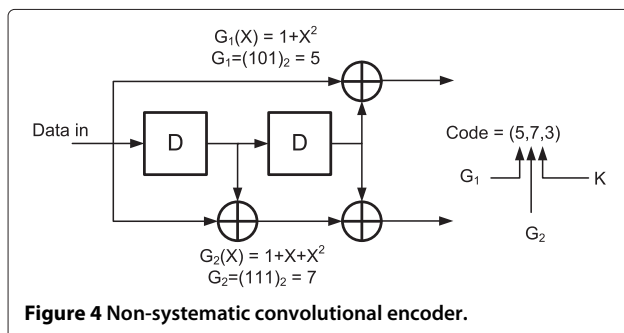 G₁(X) = 1+X²
G₁=(101)₂ = 5
Data in
D
D
Code = (5,7,3)
G₁
K
G₂
G₂(X) = 1+X+X²
G₂=(111)₂ = 7
Figure 4 Non-systematic convolutional encoder.